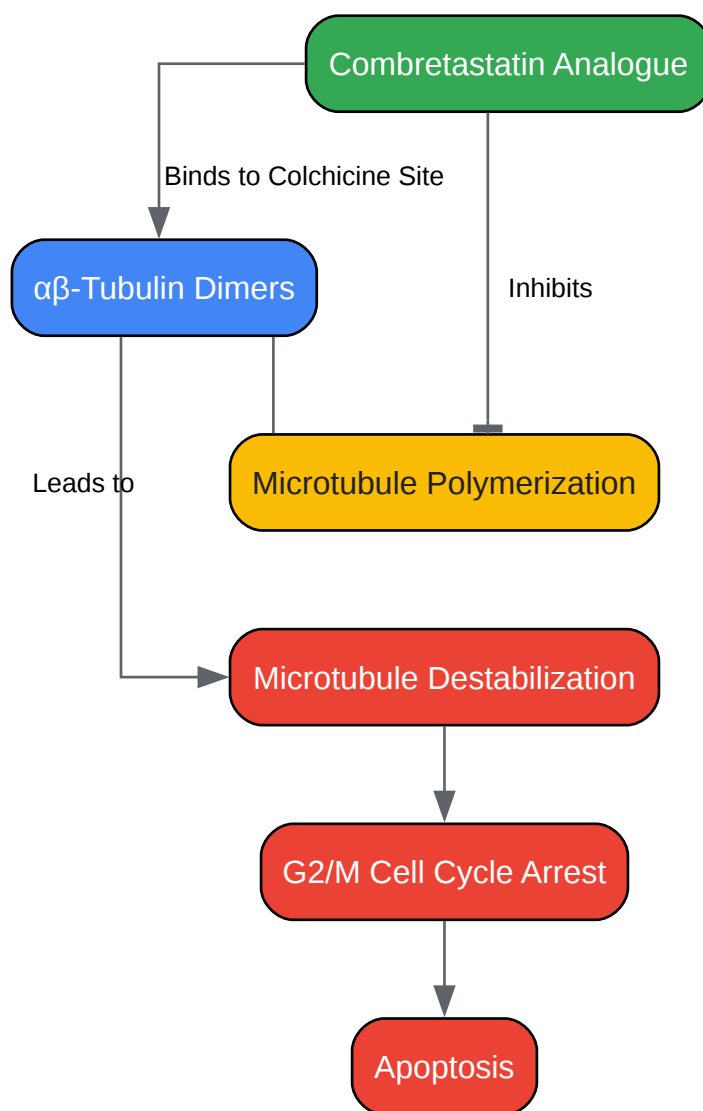 Combretastatin Analogue
Binds to Colchicine Site
αβ-Tubulin Dimers
Inhibits
Microtubule Polymerization
Leads to
Microtubule Destabilization
G2/M Cell Cycle Arrest
Apoptosis